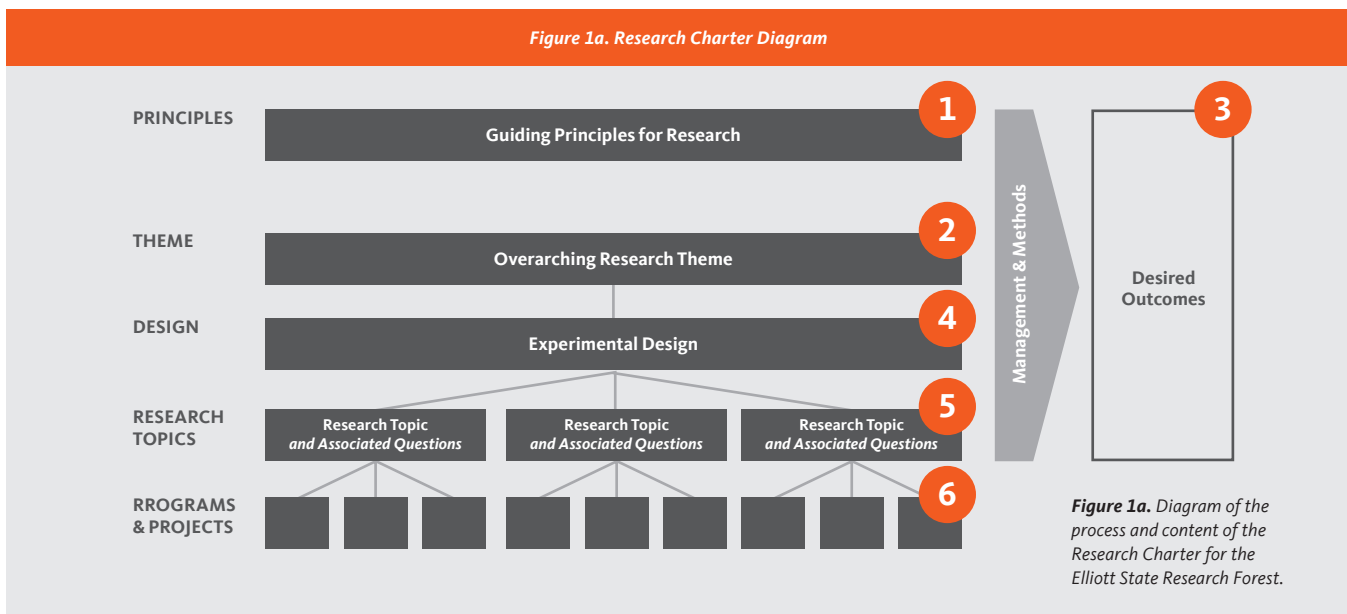 Figure 1a. Research Charter Diagram
PRINCIPLES
Guiding Principles for Research
1
THEME
Overarching Research Theme
2
DESIGN
Experimental Design
4
RESEARCH
TOPICS
Research Topic
and Associated Questions
Research Topic
and Associated Questions
Research Topic
and Associated Questions
5
RROGRAMS
& PROJECTS
6
Management & Methods
3
Desired
Outcomes
Figure 1a. Diagram of the
process and content of the
Research Charter for the
Elliott State Research Forest.